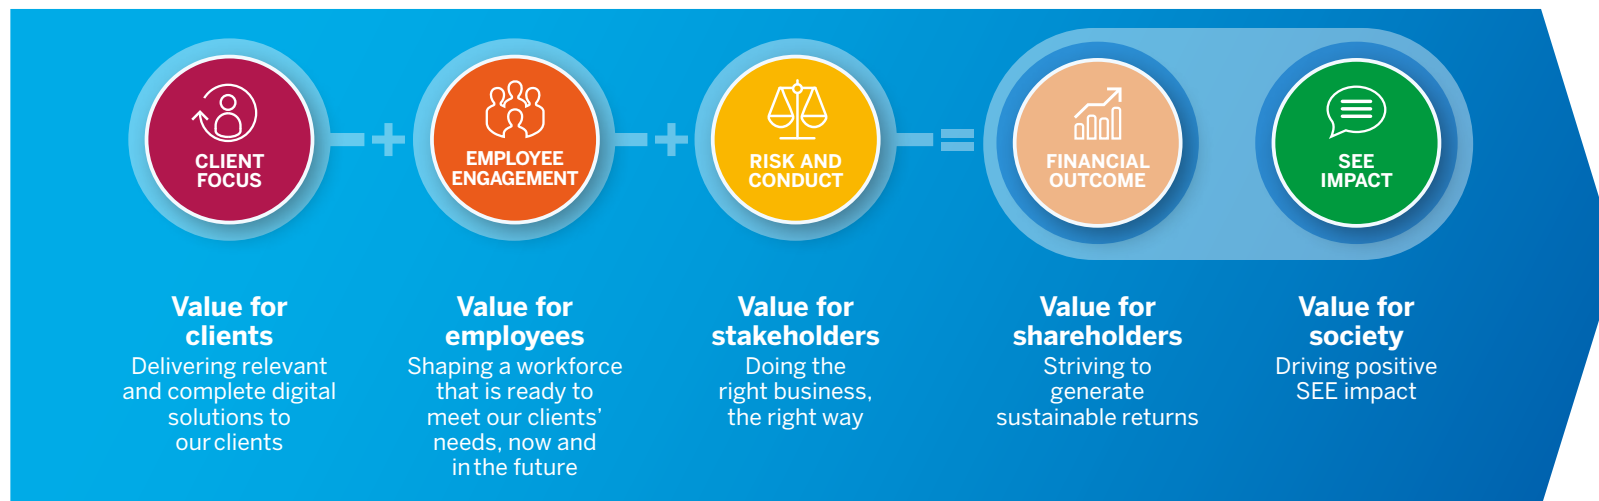 CLIENT
FOCUS
EMPLOYEE
ENGAGEMENT
RISK AND
CONDUCT
FINANCIAL
OUTCOME
SEE
IMPACT
Value for
clients
Delivering relevant
and complete digital
solutions to
our clients
Value for
employees
Shaping a workforce
that is ready to
meet our clients’
needs, now and
in the future
Value for
stakeholders
Doing the
right business,
the right way
Value for
shareholders
Striving to
generate
sustainable returns
Value for
society
Driving positive
SEE impact